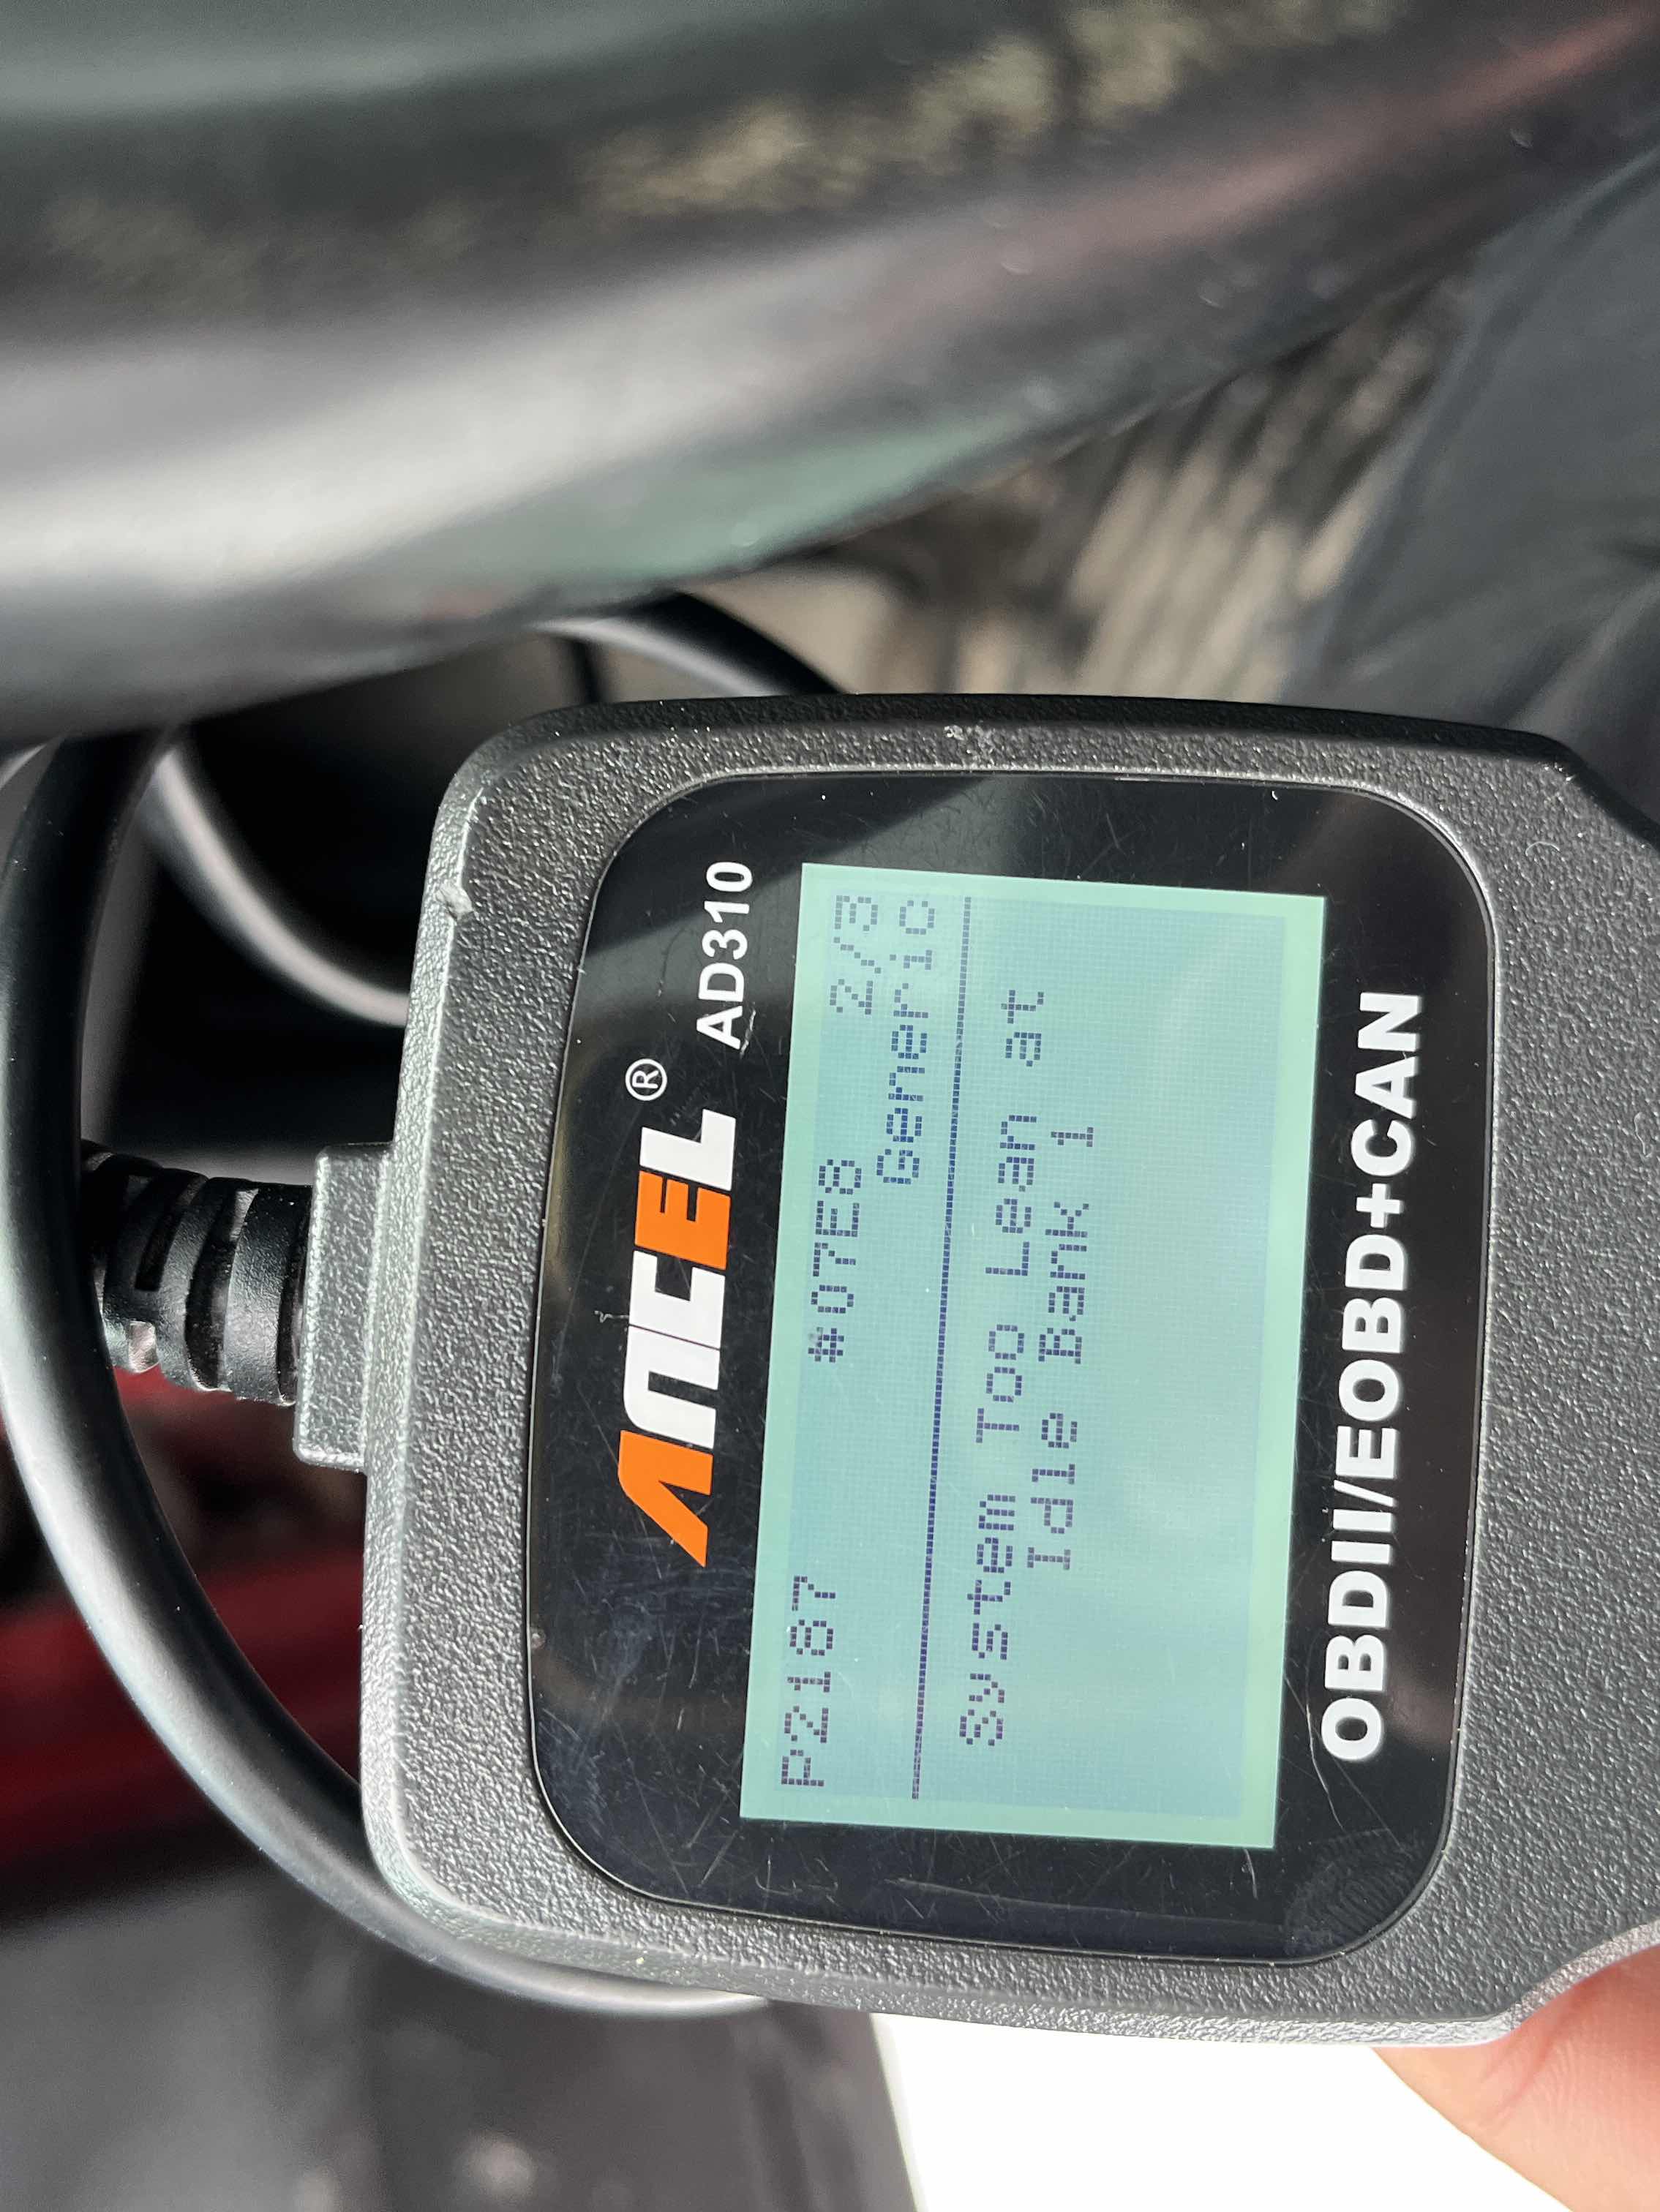 ANCEL® AD310
P2187 #07E8 2/3
Generic
System Too Lean at
Idle Bank 1
OBDII/EOBD+CAN